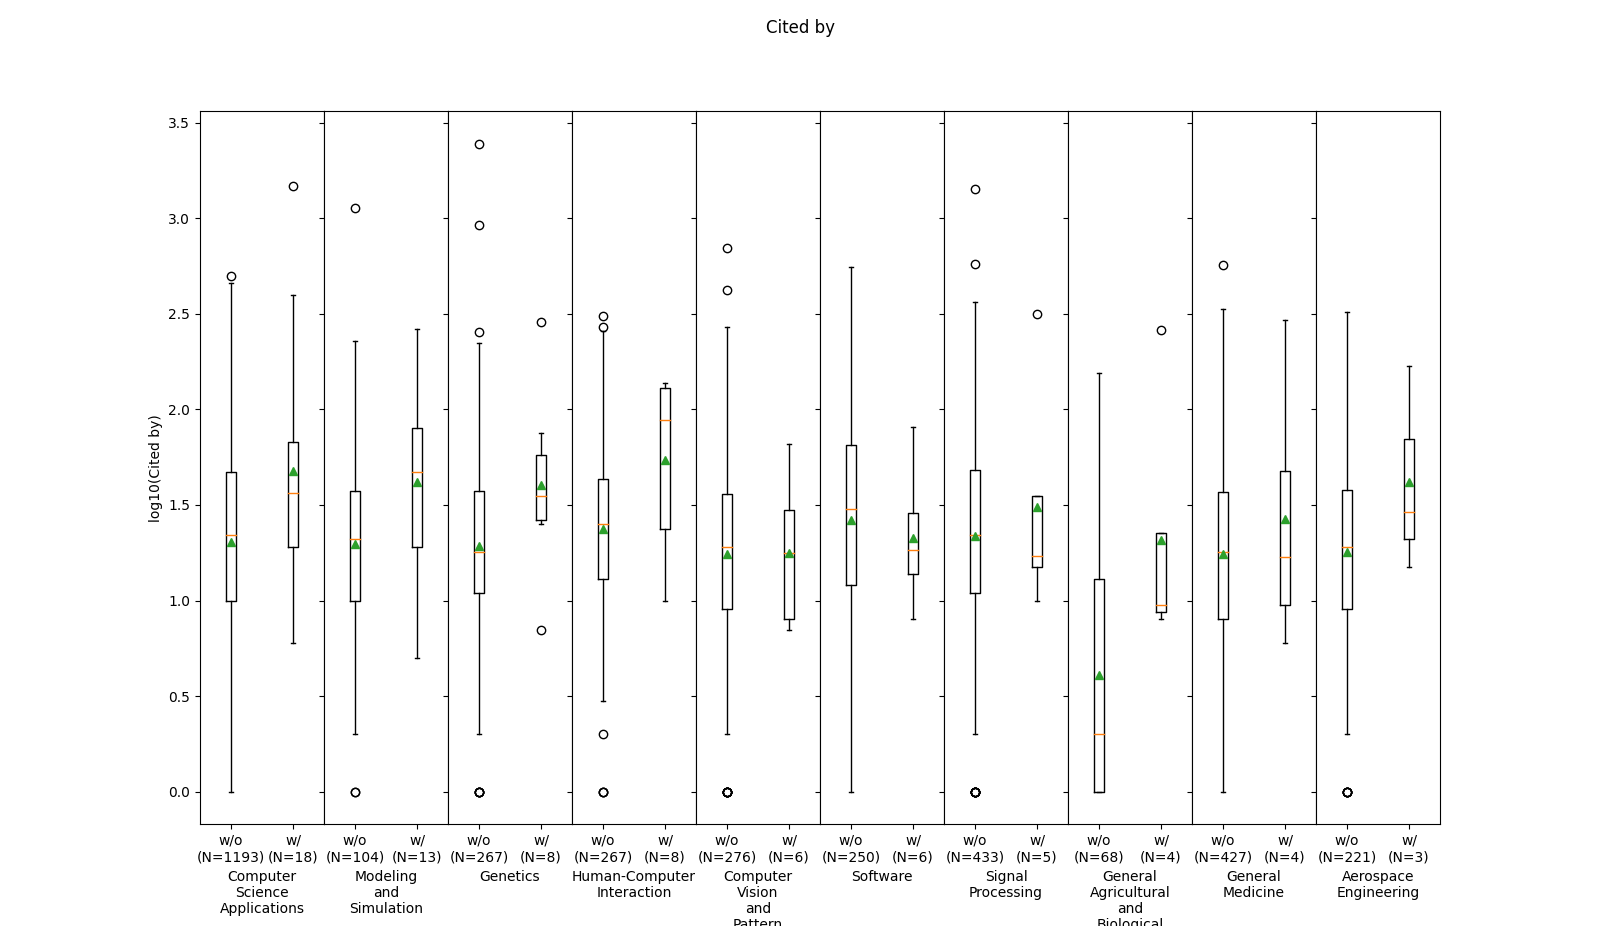 Cited by
log10(Cited by)
3.5
3.0
2.5
2.0
1.5
1.0
0.5
0.0
w/o w/ w/o w/ w/o w/ w/o w/ w/o w/ w/o w/ w/o w/ w/o w/ w/o w/ w/o w/
(N=1193) (N=18) (N=104) (N=13) (N=267) (N=8) (N=267) (N=8) (N=276) (N=6) (N=250) (N=6) (N=433) (N=5) (N=68) (N=4) (N=427) (N=4) (N=221) (N=3)
Computer
Science
Applications
Modeling
and
Simulation
Genetics
Human-Computer
Interaction
Computer
Vision
and
Pattern
Software
Signal
Processing
General
Agricultural
and
Biological
General
Medicine
Aerospace
Engineering